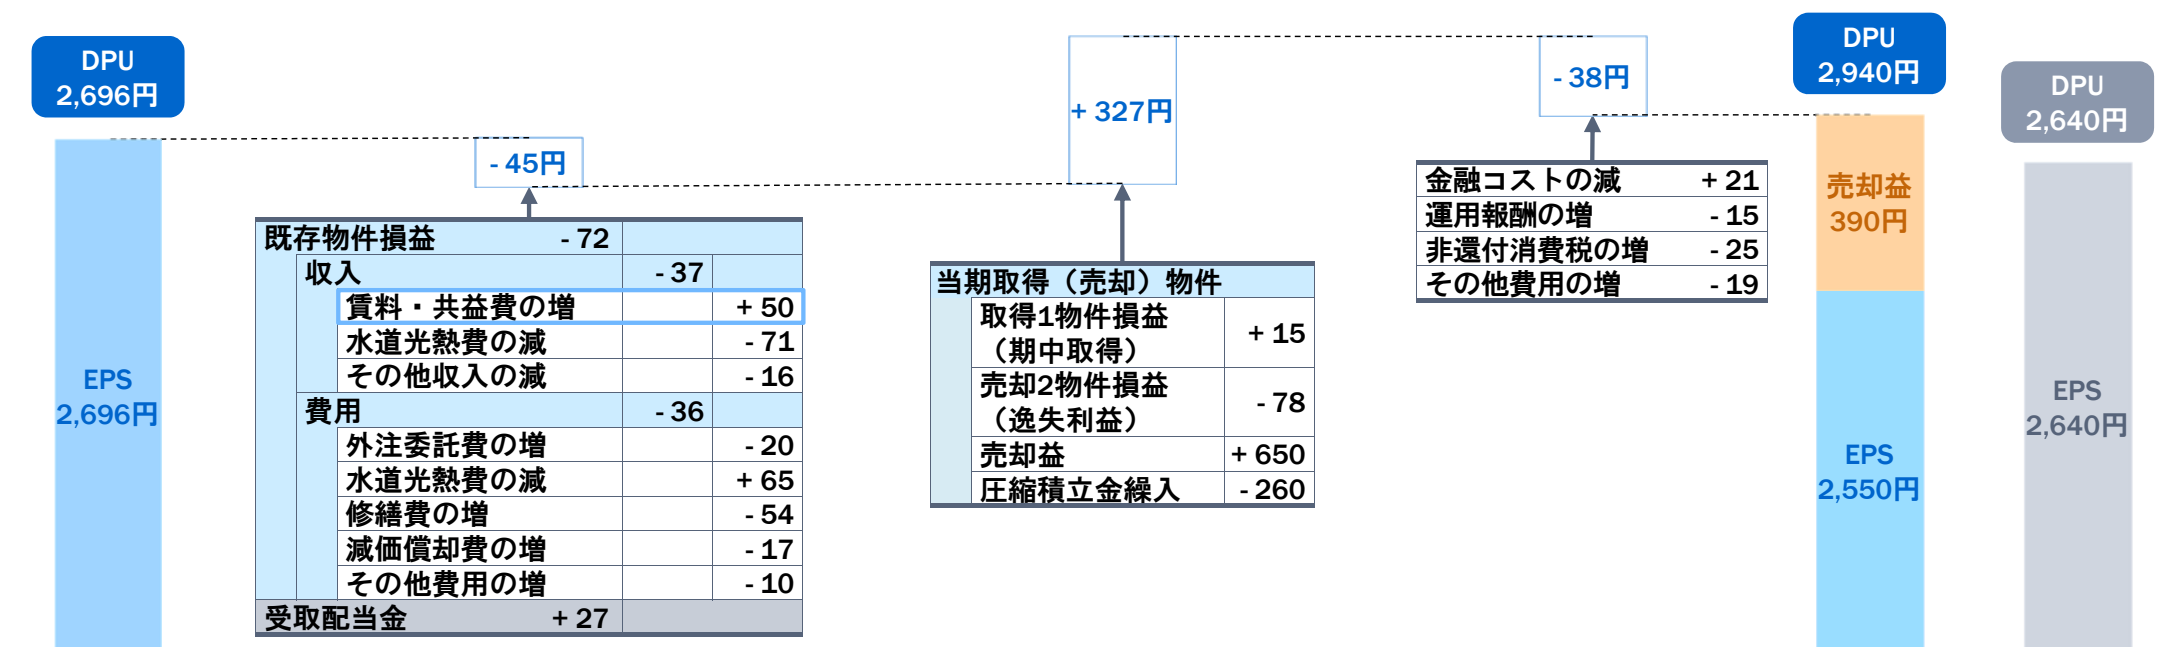 DPU
2,696円
EPS
2,696円
- 45円
既存物件損益 - 72
収入 - 37
賃料・共益費の増 + 50
水道光熱費の減 - 71
その他収入の減 - 16
費用 - 36
外注委託費の増 - 20
水道光熱費の減 + 65
修繕費の増 - 54
減価償却費の増 - 17
その他費用の増 - 10
受取配当金 + 27
+ 327円
当期取得（売却）物件
取得1物件損益
（期中取得） + 15
売却2物件損益
（逸失利益） - 78
売却益 + 650
圧縮積立金繰入 - 260
- 38円
金融コストの減 + 21
運用報酬の増 - 15
非還付消費税の増 - 25
その他費用の増 - 19
DPU
2,940円
売却益
390円
EPS
2,550円
DPU
2,640円
EPS
2,640円